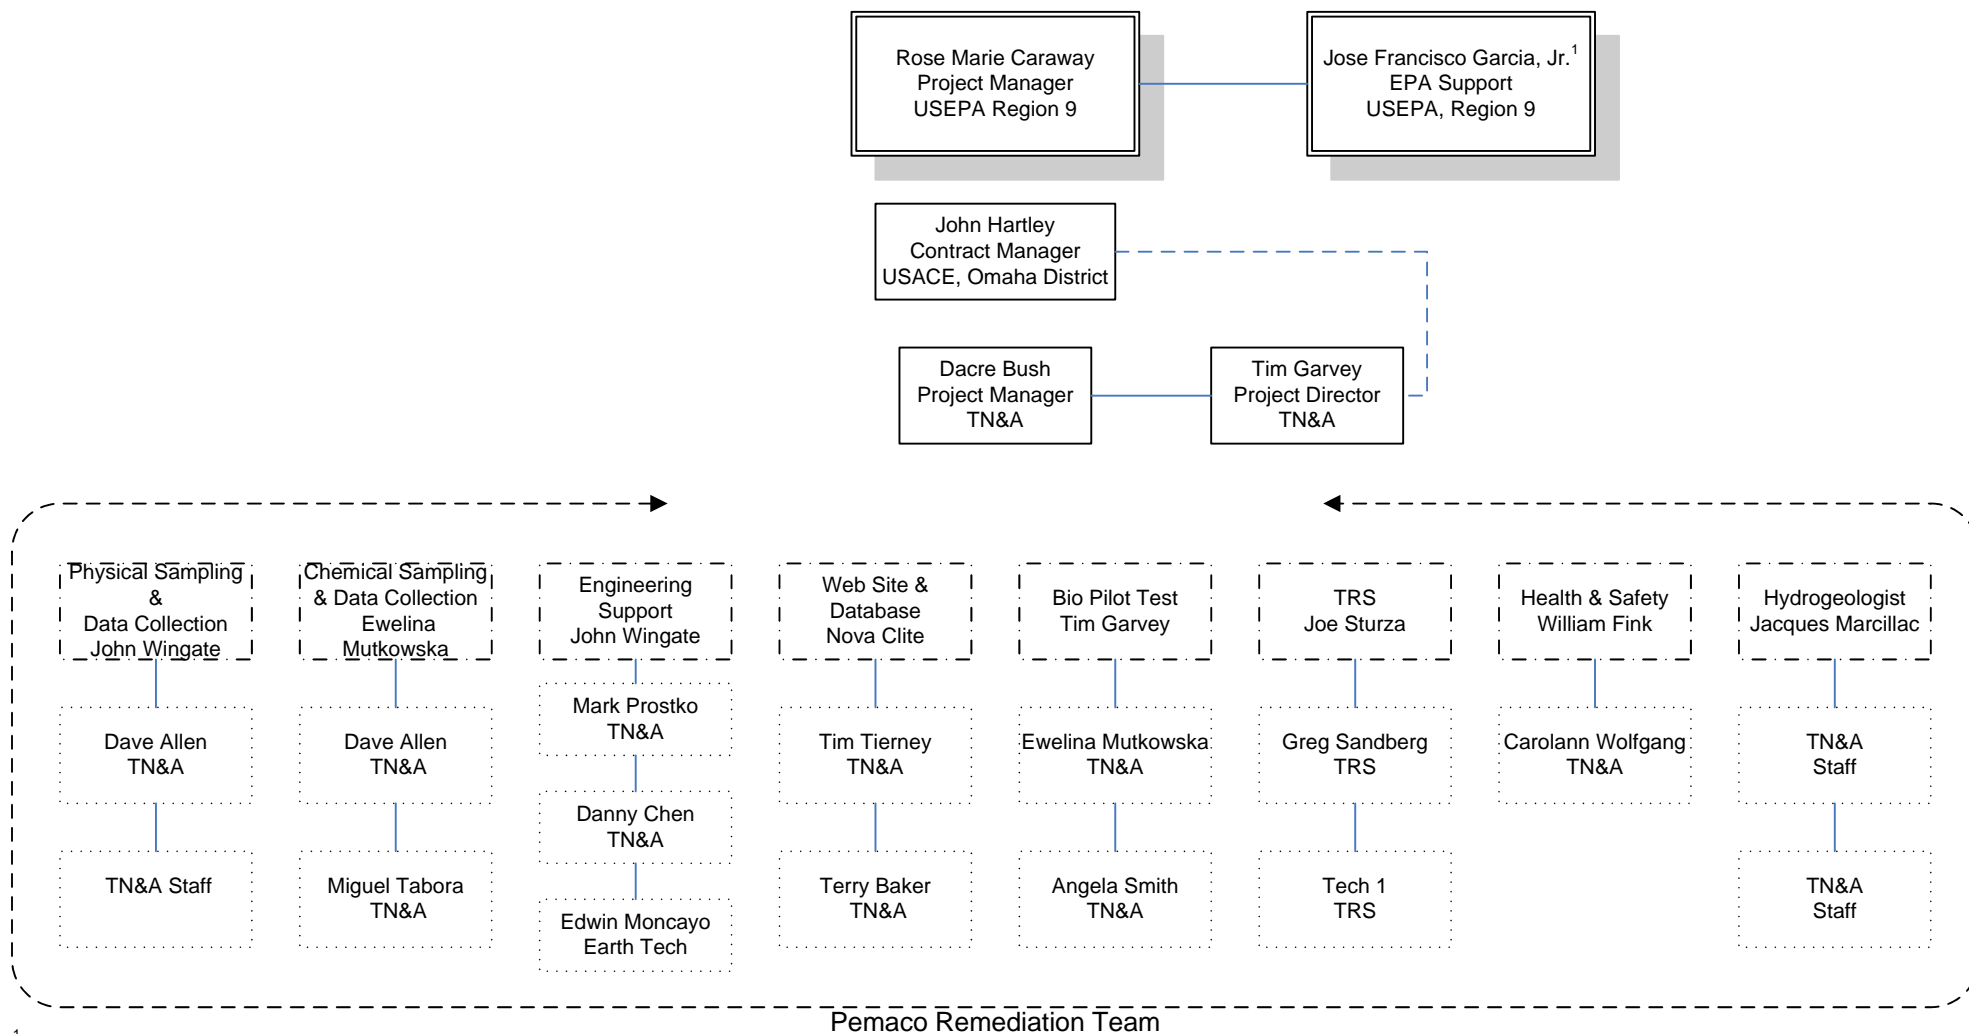 Rose Marie Caraway
Project Manager
USEPA Region 9
Jose Francisco Garcia, Jr.1
EPA Support
USEPA, Region 9
John Hartley
Contract Manager
USACE, Omaha District
Dacre Bush
Project Manager
TN&A
Tim Garvey
Project Director
TN&A
Physical Sampling
&
Data Collection
John Wingate
Chemical Sampling
& Data Collection
Ewelina
Mutkowska
Engineering
Support
John Wingate
Web Site &
Database
Nova Clite
Bio Pilot Test
Tim Garvey
TRS
Joe Sturza
Health & Safety
William Fink
Hydrogeologist
Jacques Marcillac
Dave Allen
TN&A
Dave Allen
TN&A
Mark Prostko
TN&A
Tim Tierney
TN&A
Ewelina Mutkowska
TN&A
Greg Sandberg
TRS
Carolann Wolfgang
TN&A
TN&A
Staff
Danny Chen
TN&A
TN&A Staff
Miguel Tabora
TN&A
Edwin Moncayo
Earth Tech
Terry Baker
TN&A
Angela Smith
TN&A
Tech 1
TRS
TN&A
Staff
Pemaco Remediation Team
1